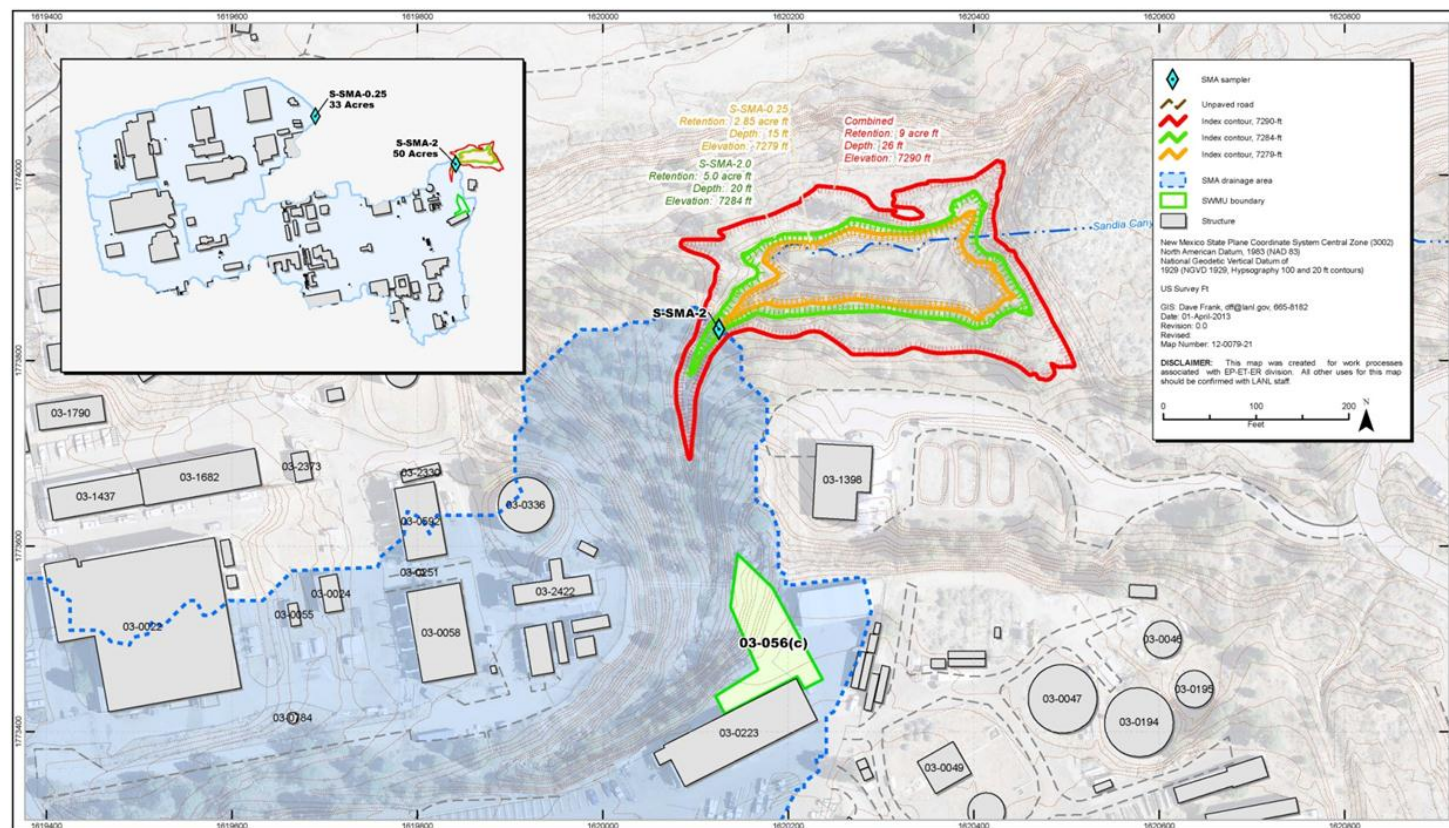 1619400
1619600
1619800
1620000
1620200
1620400
1620600
1620800
S-SMA-0.25
33 Acres
S-SMA-2
50 Acres
S-SMA-0.25
Retention: 2.85 acre ft
Depth: 15 ft
Elevation: 7279 ft
S-SMA-2.0
Retention: 5.0 acre ft
Depth: 20 ft
Elevation: 7284 ft
Combined
Retention: 9 acre ft
Depth: 26 ft
Elevation: 7290 ft
Sandia Cany
S-SMA-2
SMA sampler
Unpaved road
Index contour, 7290-ft
Index contour, 7284-ft
Index contour, 7279-ft
SMA drainage area
SWMU boundary
Structure
New Mexico State Plane Coordinate System Central Zone (3002)
North American Datum, 1983 (NAD 83)
National Geodetic Vertical Datum of
1929 (NGVD 1929, Hypsography 100 and 20 ft contours)
US Survey Ft
GIS: Dave Frank, dff@lanl.gov, 665-8182
Date: 01-April-2013
Revision: 0.0
Revised:
Map Number: 12-0079-21
DISCLAIMER: This map was created for work processes
associated with EP-ET-ER division. All other uses for this map
should be confirmed with LANL staff.
0 100 200
Feet
N
1774000
1773800
1773600
1773400
03-1790
03-1437
03-1682
03-2373
03-2330
03-0592
03-0336
03-1398
03-0251
03-0024
03-0055
03-0022
03-0058
03-2422
03-0784
03-056(c)
03-0223
03-0046
03-0047
03-0195
03-0194
03-0049
1619400
1619600
1619800
1620000
1620200
1620400
1620600
1620800